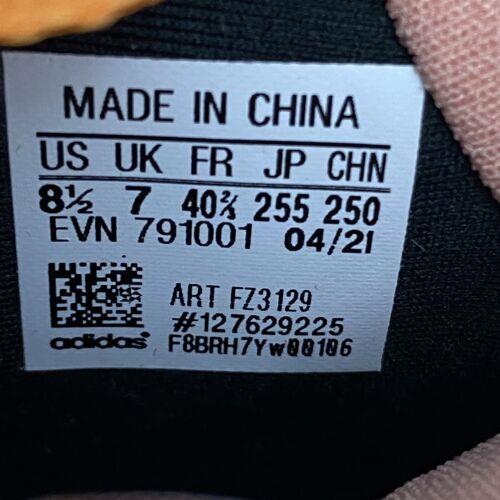 MADE IN CHINA
US UK FR JP CHN
8½ 7 40⅔ 255 250
EVN 791001 04/21
ART FZ3129
#127629225
adidas F8BRH7Yw00106